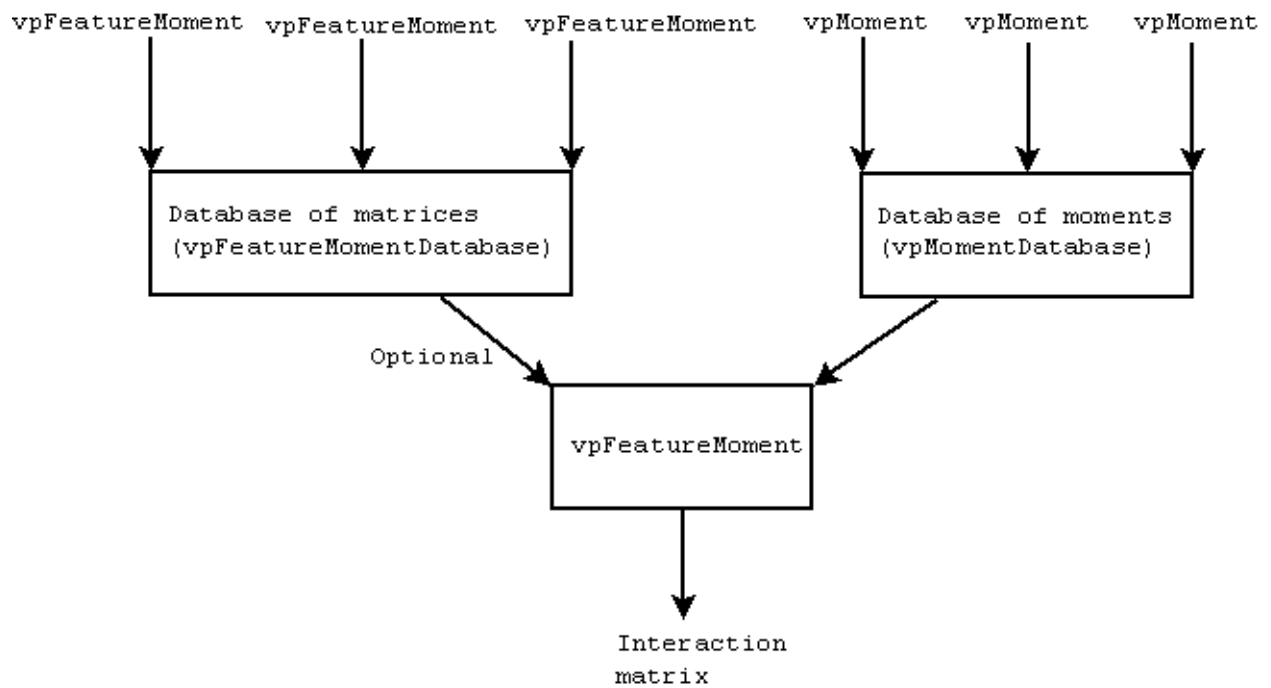 vpFeatureMoment
vpFeatureMoment
vpFeatureMoment
vpMoment
vpMoment
vpMoment
Database of matrices
(vpFeatureMomentDatabase)
Database of moments
(vpMomentDatabase)
Optional
vpFeatureMoment
Interaction
matrix